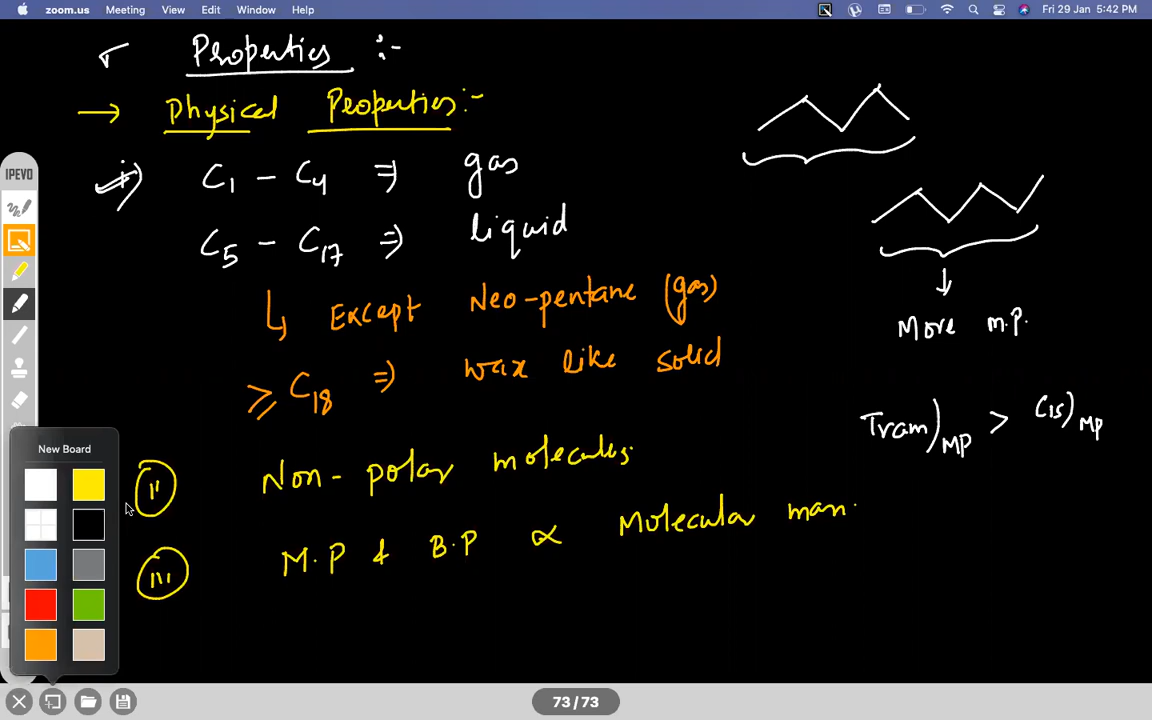 zoom.us Meeting View Edit Window Help Fri 29 Jan 5:42 PM
Properties :-
→ Physical Properties:-
i) C1 - C4 ⇒ gas
C5 - C17 ⇒ liquid
↳ Except Neo-pentane (gas)
≥ C18 ⇒ wax like solid
ii Non-polar molecules.
iii M.P & B.P ∝ Molecular mass.
More m.P.
Trans)MP > Cis)MP
IPEVO
New Board
73 / 73